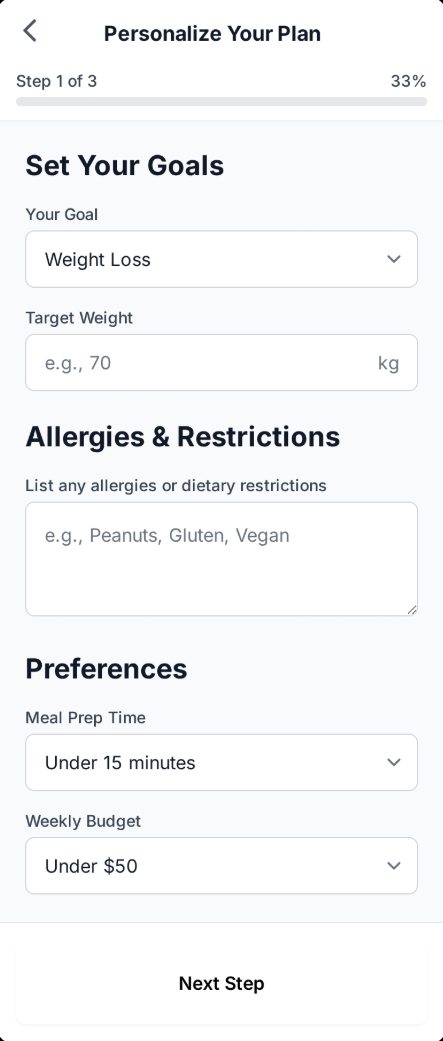 Personalize Your Plan
Step 1 of 3 33%
Set Your Goals
Your Goal
Weight Loss
Target Weight
e.g., 70 kg
Allergies & Restrictions
List any allergies or dietary restrictions
e.g., Peanuts, Gluten, Vegan
Preferences
Meal Prep Time
Under 15 minutes
Weekly Budget
Under $50
Next Step